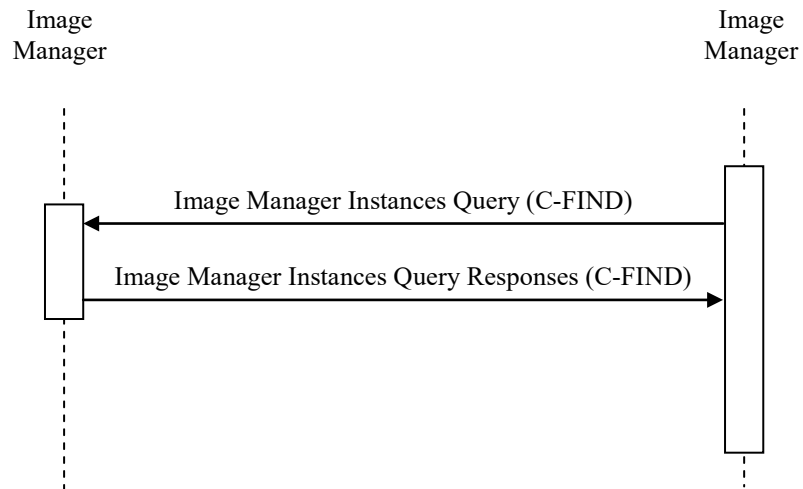 Image
Manager
Image
Manager
Image Manager Instances Query (C-FIND)
Image Manager Instances Query Responses (C-FIND)